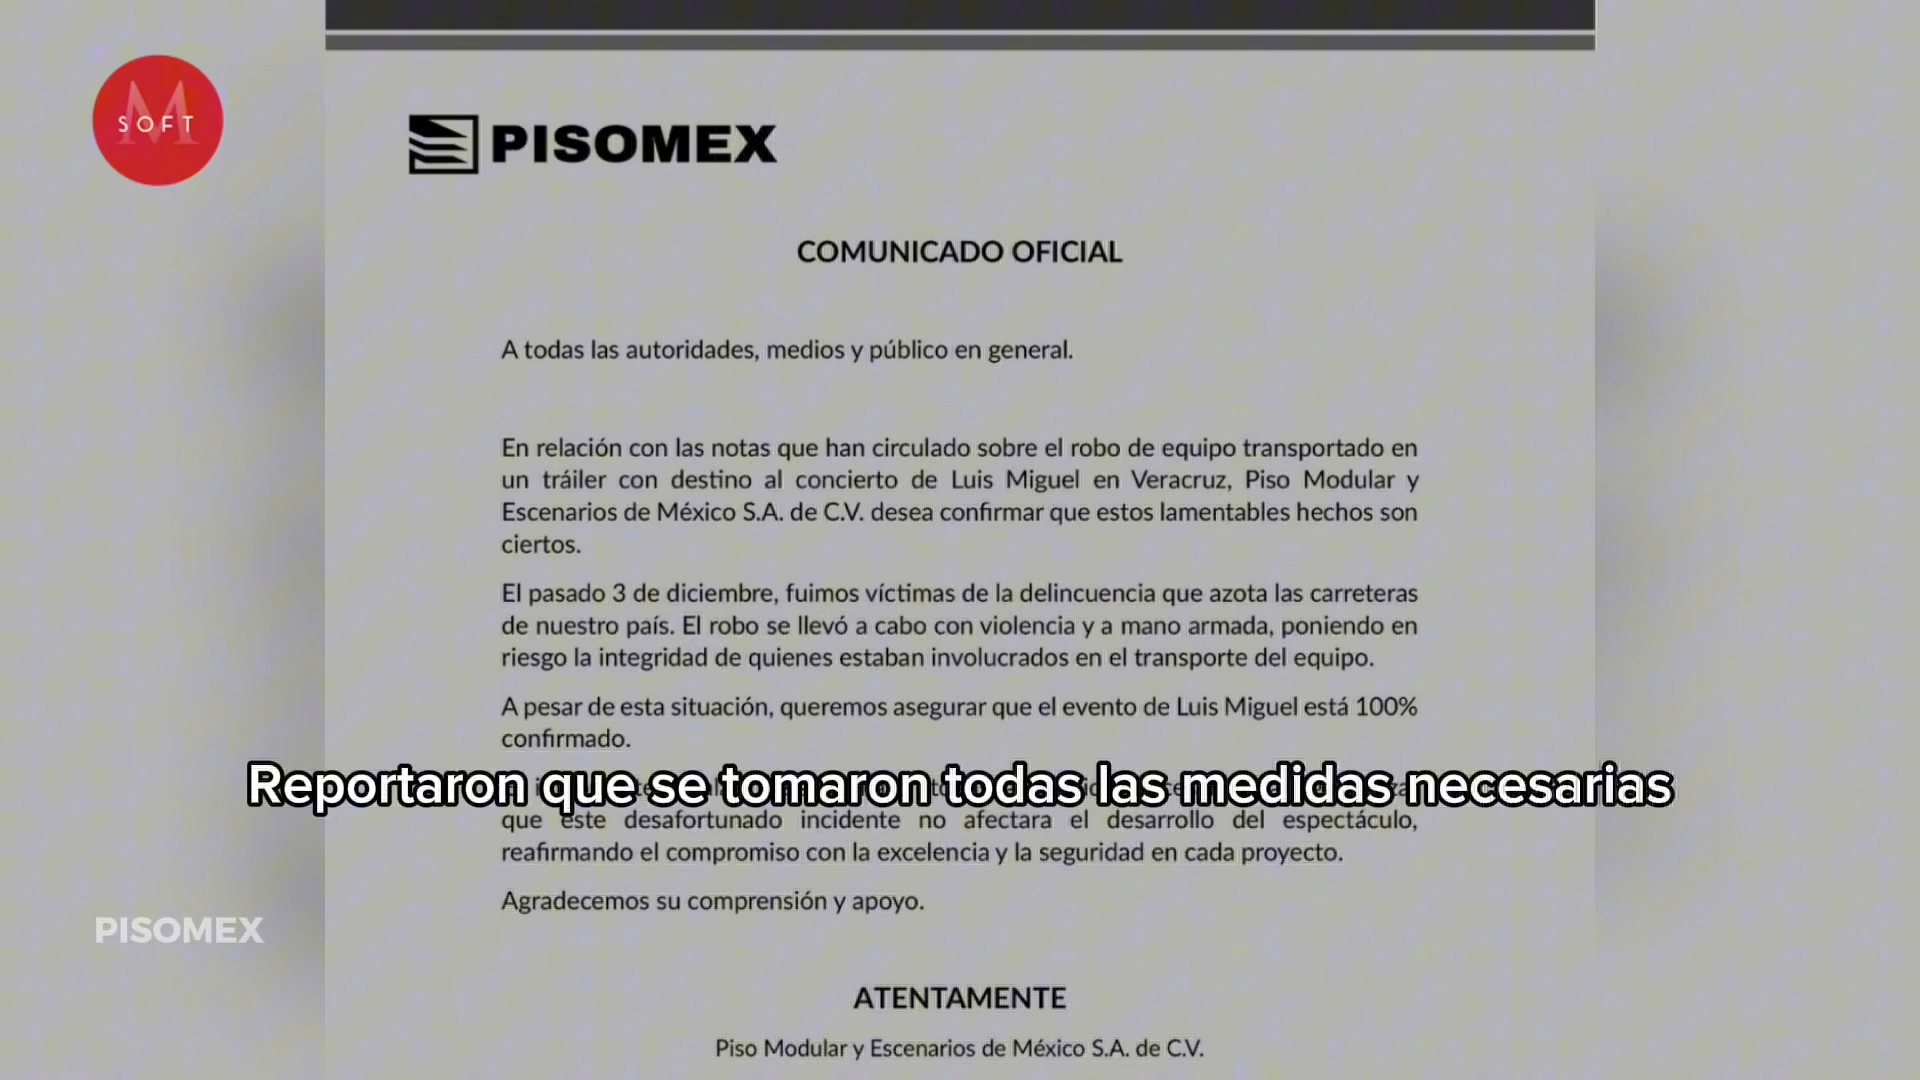 M
SOFT
PISOMEX
COMUNICADO OFICIAL
A todas las autoridades, medios y público en general.
En relación con las notas que han circulado sobre el robo de equipo transportado en
un tráiler con destino al concierto de Luis Miguel en Veracruz, Piso Modular y
Escenarios de México S.A. de C.V. desea confirmar que estos lamentables hechos son
ciertos.
El pasado 3 de diciembre, fuimos víctimas de la delincuencia que azota las carreteras
de nuestro país. El robo se llevó a cabo con violencia y a mano armada, poniendo en
riesgo la integridad de quienes estaban involucrados en el transporte del equipo.
A pesar de esta situación, queremos asegurar que el evento de Luis Miguel está 100%
confirmado.
Reportaron que se tomaron todas las medidas necesarias
que este desafortunado incidente no afectara el desarrollo del espectáculo,
reafirmando el compromiso con la excelencia y la seguridad en cada proyecto.
Agradecemos su comprensión y apoyo.
PISOMEX
ATENTAMENTE
Piso Modular y Escenarios de México S.A. de C.V.